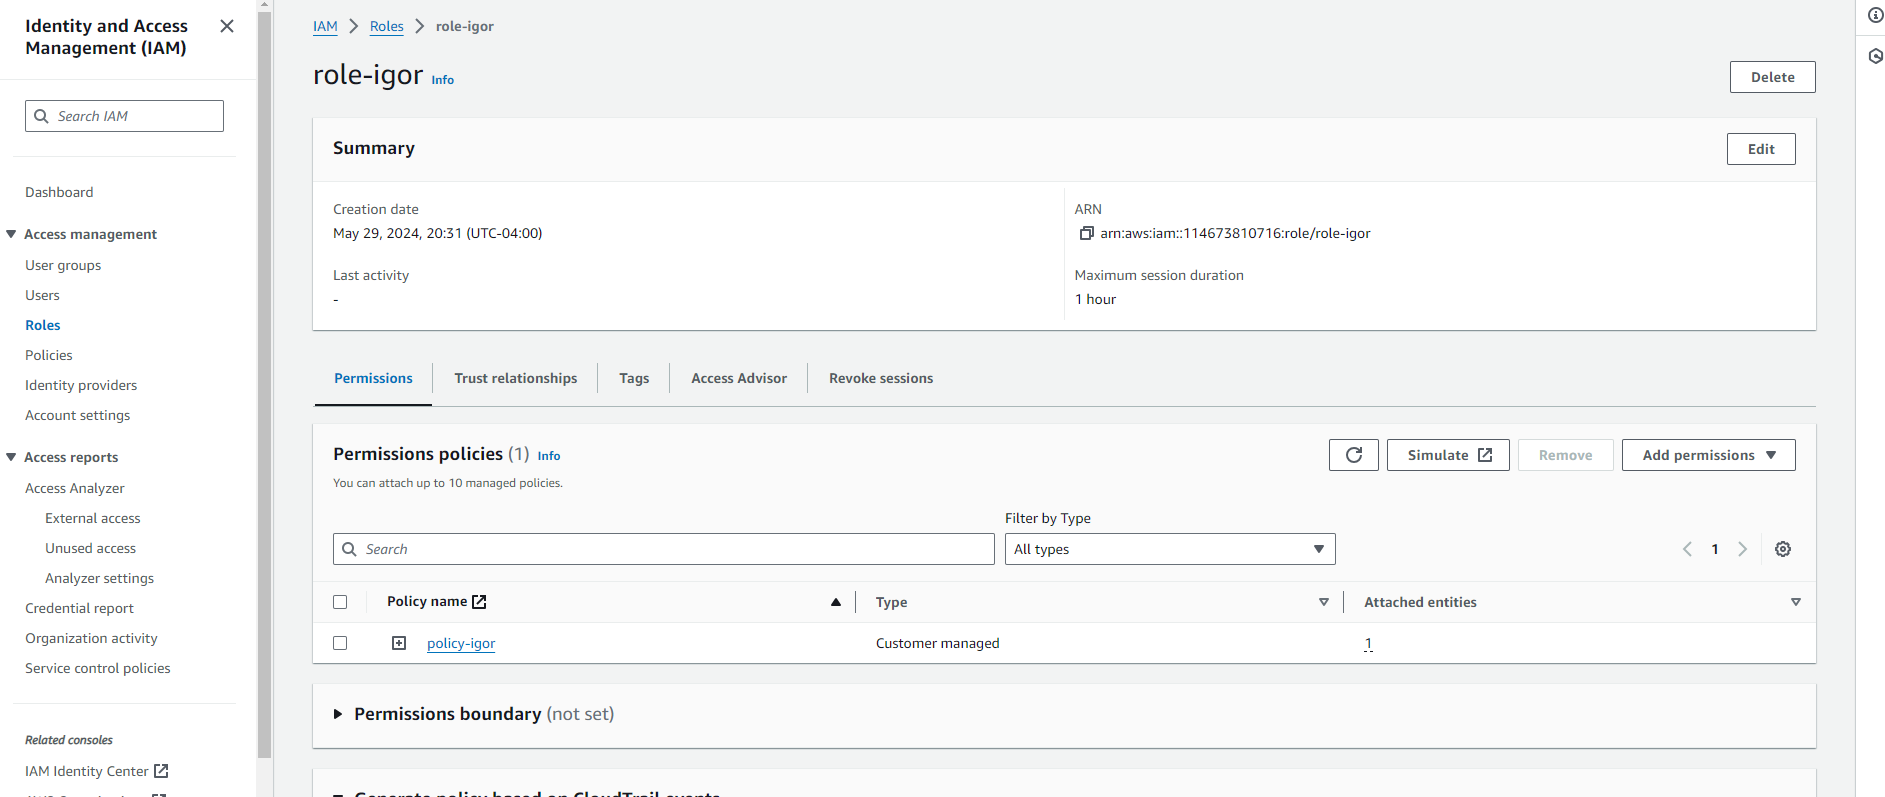 Identity and Access
Management (IAM)
Search IAM
Dashboard
Access management
User groups
Users
Roles
Policies
Identity providers
Account settings
Access reports
Access Analyzer
External access
Unused access
Analyzer settings
Credential report
Organization activity
Service control policies
Related consoles
IAM Identity Center
IAM > Roles > role-igor
role-igor Info
Delete
Summary
Edit
Creation date
May 29, 2024, 20:31 (UTC-04:00)
ARN
arn:aws:iam::114673810716:role/role-igor
Last activity
-
Maximum session duration
1 hour
Permissions
Trust relationships
Tags
Access Advisor
Revoke sessions
Permissions policies (1) Info
You can attach up to 10 managed policies.
Simulate
Remove
Add permissions
Filter by Type
Search
All types
1
Policy name
Type
Attached entities
policy-igor
Customer managed
1
Permissions boundary (not set)
Generate policy based on CloudTrail events